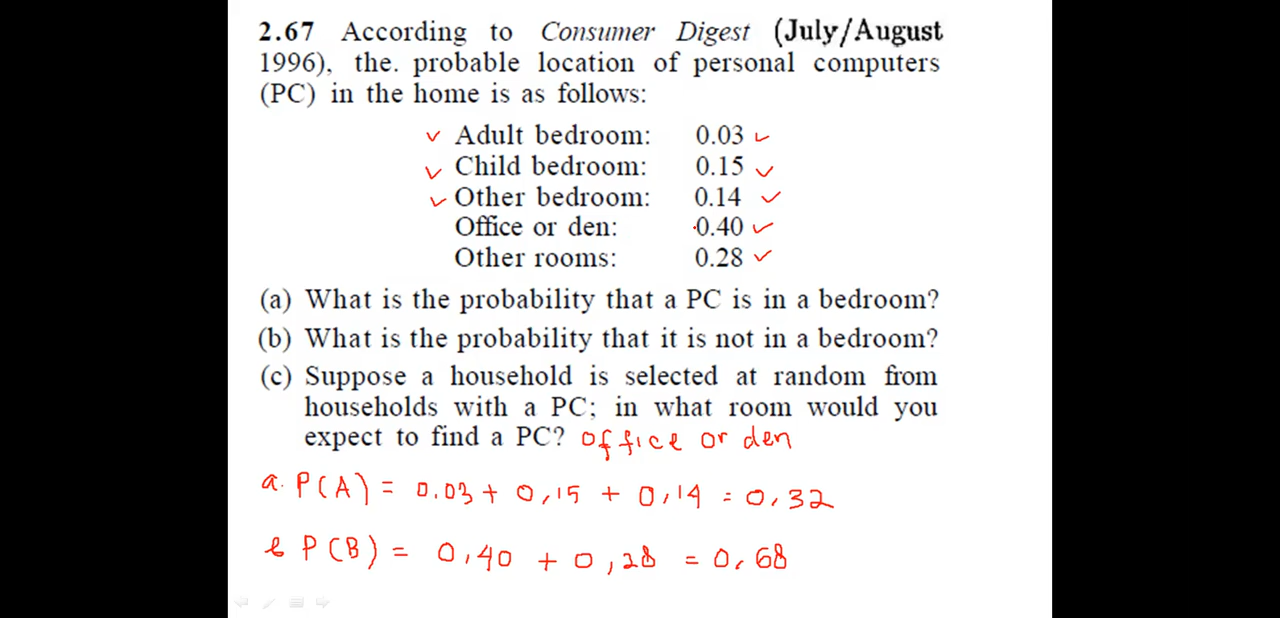 2.67 According to Consumer Digest (July/August
1996), the. probable location of personal computers
(PC) in the home is as follows:
Adult bedroom: 0.03
Child bedroom: 0.15
Other bedroom: 0.14
Office or den: 0.40
Other rooms: 0.28
(a) What is the probability that a PC is in a bedroom?
(b) What is the probability that it is not in a bedroom?
(c) Suppose a household is selected at random from
households with a PC; in what room would you
expect to find a PC? office or den
a. P(A) = 0.03 + 0,15 + 0,14 = 0,32
b P(B) = 0,40 + 0,28 = 0,68